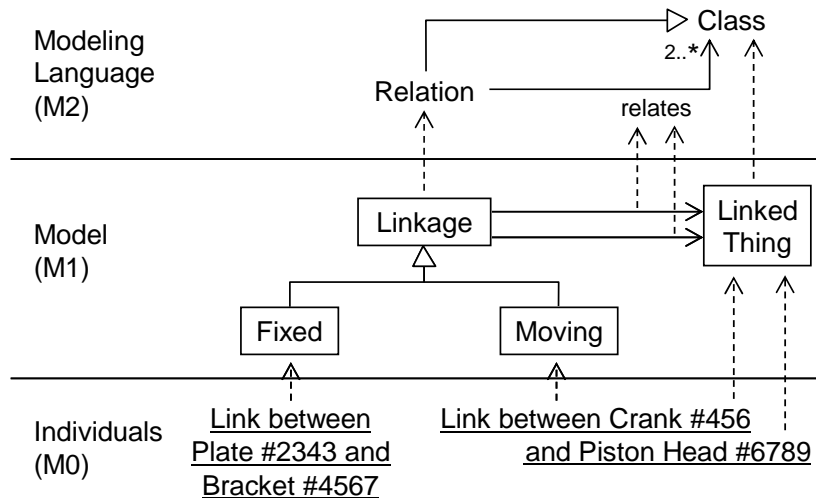 Modeling
Language
(M2)
Class
2..*
Relation
relates
Model
(M1)
Linkage
Linked
Thing
Fixed
Moving
Individuals
(M0)
Link between
Plate #2343 and
Bracket #4567
Link between Crank #456
and Piston Head #6789